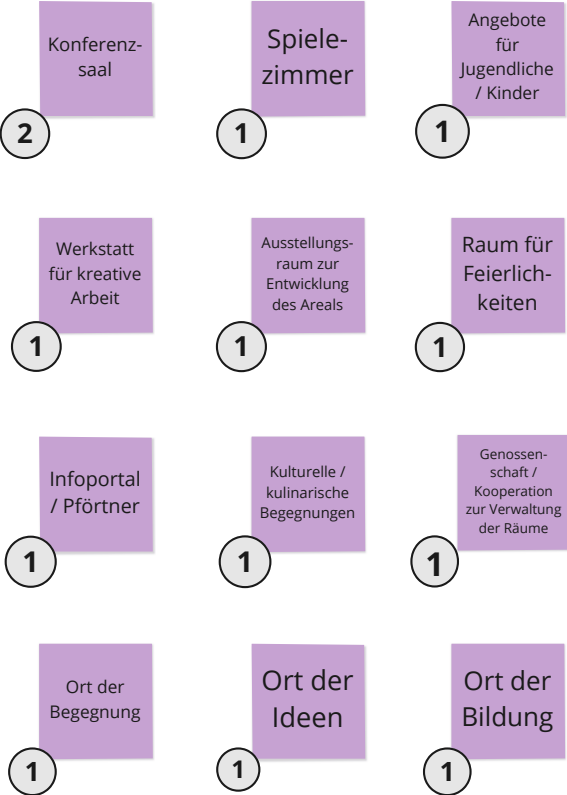 Konferenz-
saal
2
Spiele-
zimmer
1
Angebote
für
Jugendliche
/ Kinder
1
Werkstatt
für kreative
Arbeit
1
Ausstellungs-
raum zur
Entwicklung
des Areals
1
Raum für
Feierlich-
keiten
1
Infoportal
/ Pförtner
1
Kulturelle /
kulinarische
Begegnungen
1
Genossen-
schaft /
Kooperation
zur Verwaltung
der Räume
1
Ort der
Begegnung
1
Ort der
Ideen
1
Ort der
Bildung
1